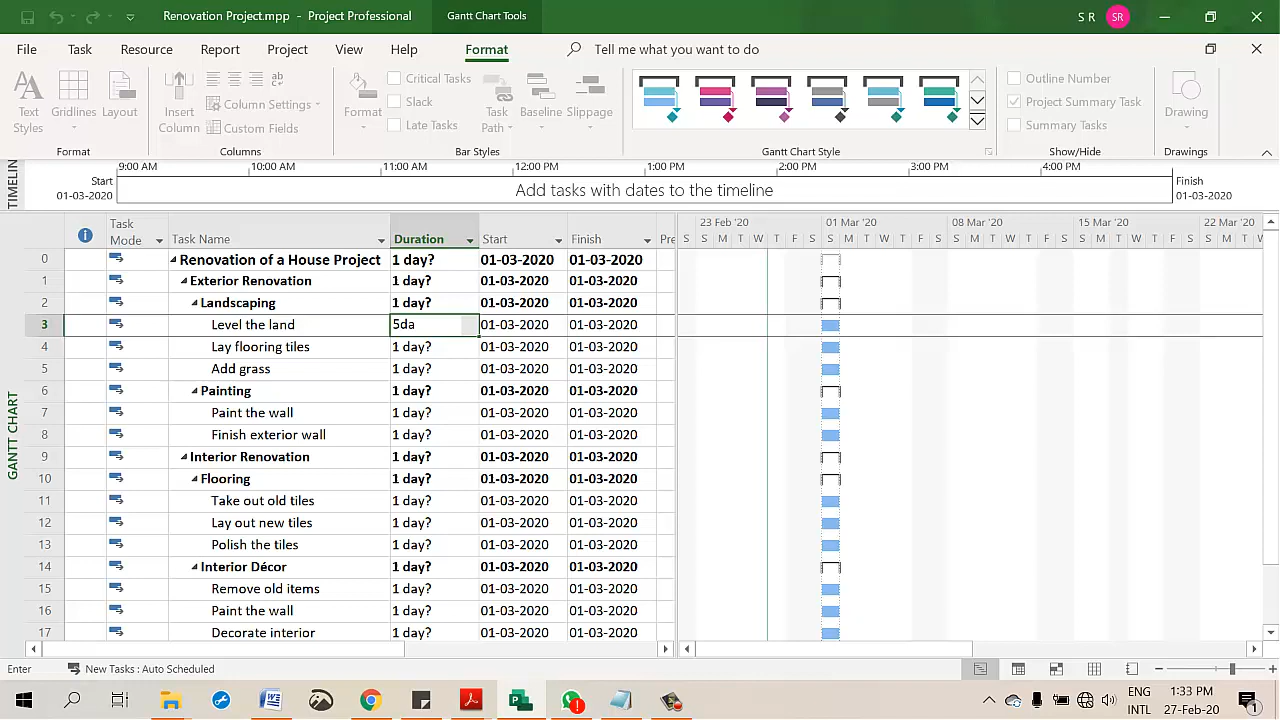 Renovation Project.mpp - Project Professional
Gantt Chart Tools
S R
SR
File Task Resource Report Project View Help Format Tell me what you want to do
Text Styles
Gridlines
Layout
Format
Insert Column
ab
Column Settings
Custom Fields
Columns
Format
Critical Tasks
Slack
Late Tasks
Task Path
Baseline
Slippage
Bar Styles
Gantt Chart Style
Outline Number
Project Summary Task
Summary Tasks
Show/Hide
Drawing
Drawings
TIMELIN
9:00 AM 10:00 AM 11:00 AM 12:00 PM 1:00 PM 2:00 PM 3:00 PM 4:00 PM
Start
01-03-2020
Add tasks with dates to the timeline
Finish
01-03-2020
GANTT CHART
Task Mode Task Name Duration Start Finish Pre
23 Feb '20 01 Mar '20 08 Mar '20 15 Mar '20 22 Mar '20
S S M T W T F S S M T W T F S S M T W T F S S M T W T F S S M T W
0 Renovation of a House Project 1 day? 01-03-2020 01-03-2020
1 Exterior Renovation 1 day? 01-03-2020 01-03-2020
2 Landscaping 1 day? 01-03-2020 01-03-2020
3 Level the land 5da 01-03-2020 01-03-2020
4 Lay flooring tiles 1 day? 01-03-2020 01-03-2020
5 Add grass 1 day? 01-03-2020 01-03-2020
6 Painting 1 day? 01-03-2020 01-03-2020
7 Paint the wall 1 day? 01-03-2020 01-03-2020
8 Finish exterior wall 1 day? 01-03-2020 01-03-2020
9 Interior Renovation 1 day? 01-03-2020 01-03-2020
10 Flooring 1 day? 01-03-2020 01-03-2020
11 Take out old tiles 1 day? 01-03-2020 01-03-2020
12 Lay out new tiles 1 day? 01-03-2020 01-03-2020
13 Polish the tiles 1 day? 01-03-2020 01-03-2020
14 Interior Décor 1 day? 01-03-2020 01-03-2020
15 Remove old items 1 day? 01-03-2020 01-03-2020
16 Paint the wall 1 day? 01-03-2020 01-03-2020
17 Decorate interior 1 day? 01-03-2020 01-03-2020
Enter New Tasks : Auto Scheduled
ENG
INTL
1:33 PM
27-Feb-20
1